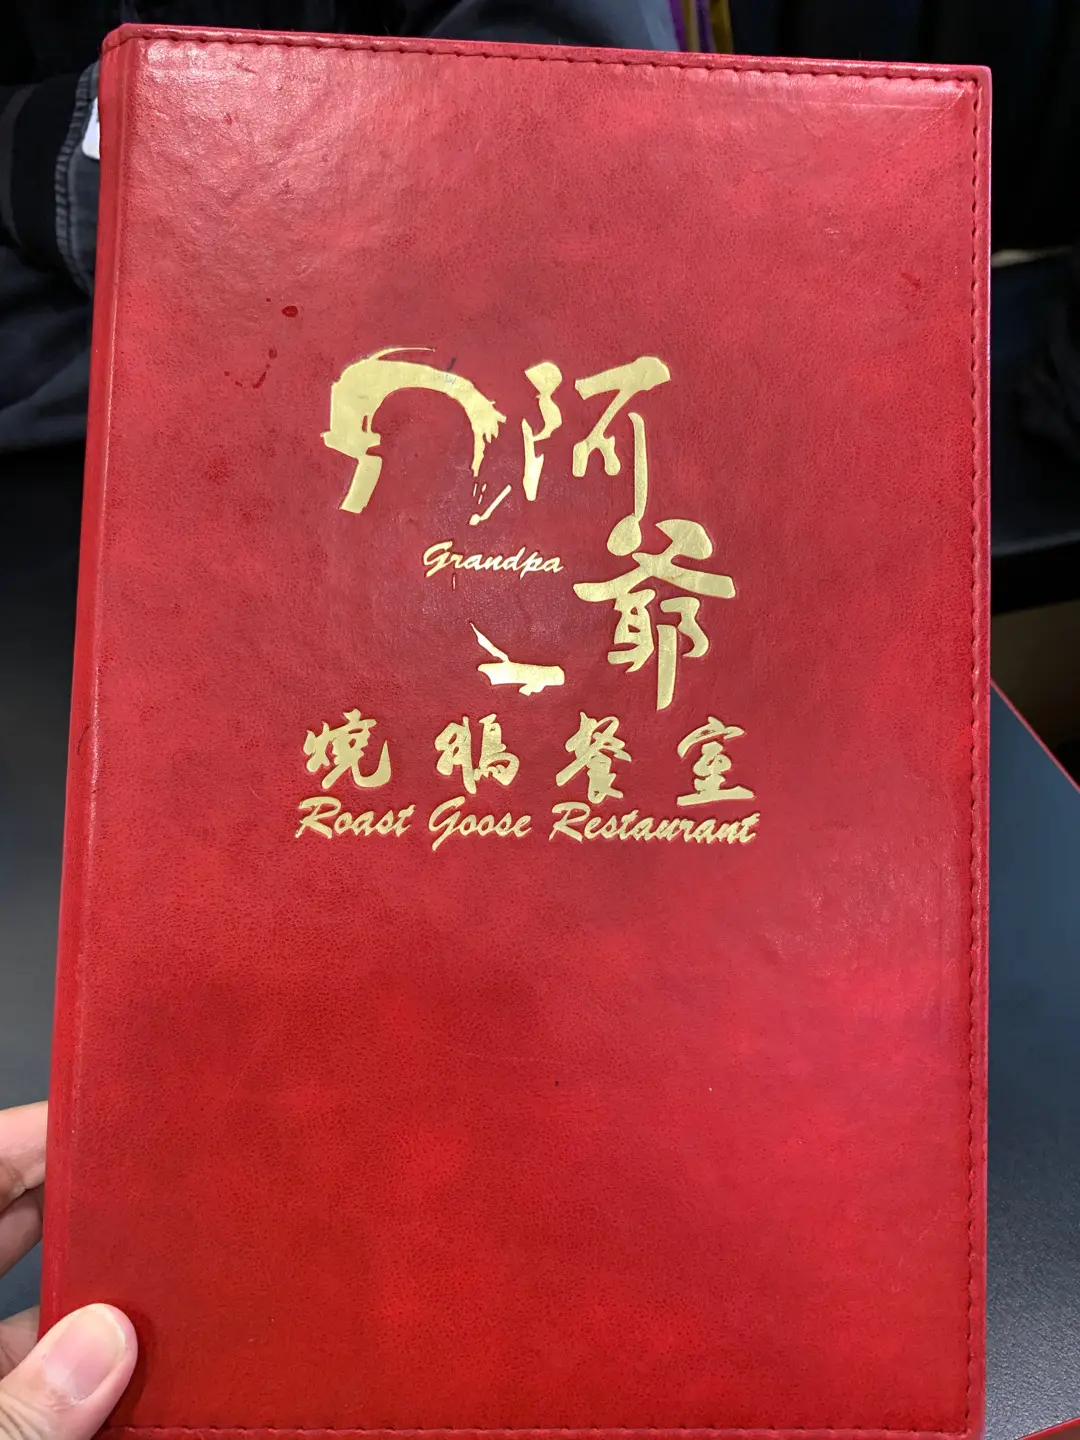 阿爺
Grandpa
燒鵝餐室
Roast Goose Restaurant